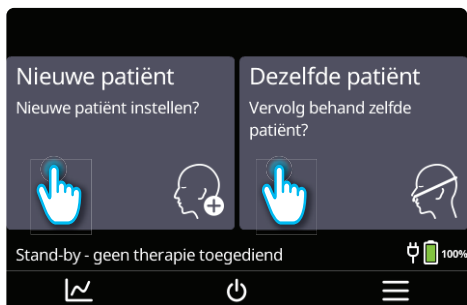 Nieuwe patiënt
Nieuwe patiënt instellen?
Dezelfde patiënt
Vervolg behand zelfde
patiënt?
Stand-by - geen therapie toegediend
100%